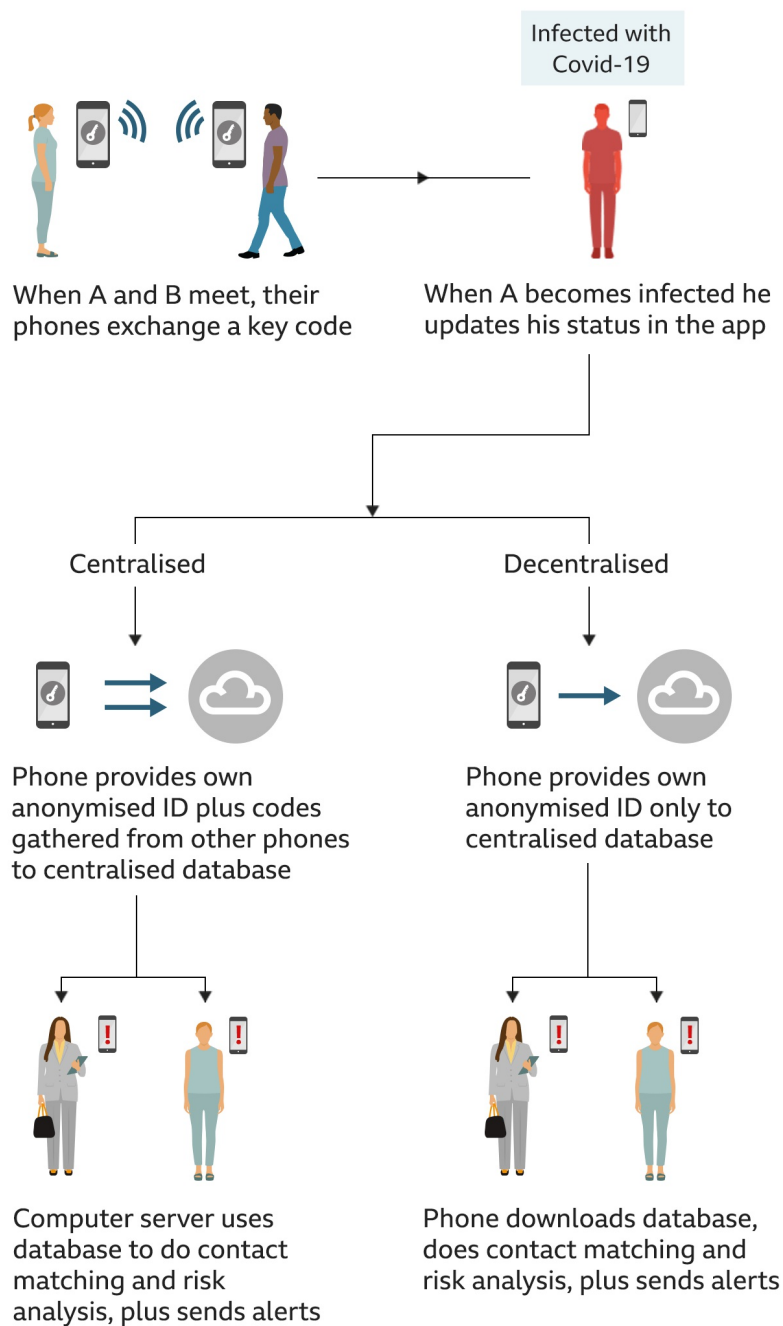 Infected with
Covid-19
When A and B meet, their
phones exchange a key code
When A becomes infected he
updates his status in the app
Centralised
Decentralised
Phone provides own
anonymised ID plus codes
gathered from other phones
to centralised database
Phone provides own
anonymised ID only to
centralised database
Computer server uses
database to do contact
matching and risk
analysis, plus sends alerts
Phone downloads database,
does contact matching and
risk analysis, plus sends alerts